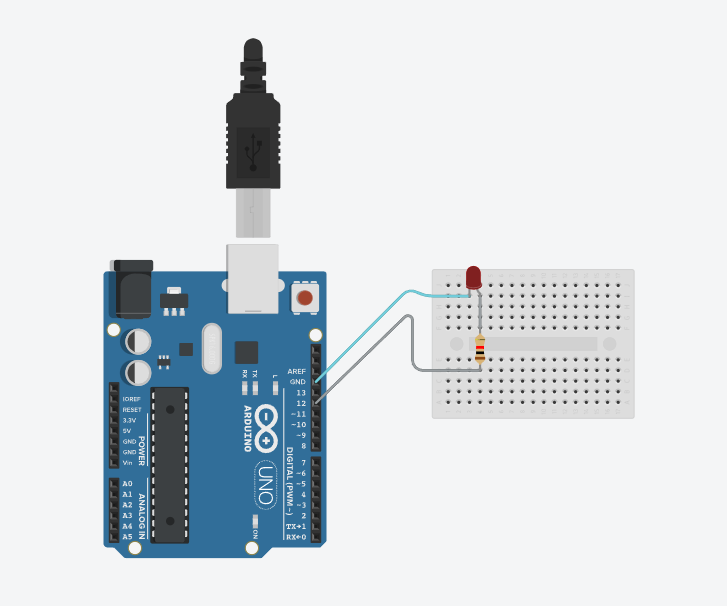 AREF
GND
13
12
~11
~10
~9
8
7
~6
~5
4
~3
2
TX→1
RX←0
DIGITAL (PWM~)
IOREF
RESET
3.3V
5V
GND
GND
Vin
POWER
A0
A1
A2
A3
A4
A5
ANALOG IN
RX
TX
L
ARDUINO
UNO
ON